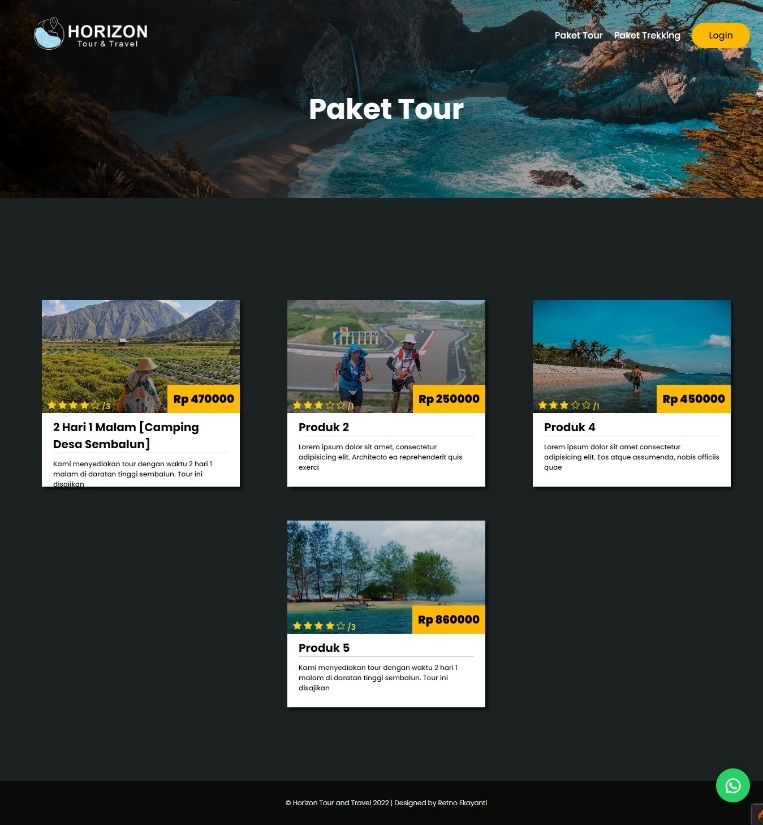 HORIZON
Tour & Travel
Paket Tour
Paket Trekking
Login
Paket Tour
/3
Rp 470000
2 Hari 1 Malam [Camping
Desa Sembalun]
Kami menyediakan tour dengan waktu 2 hari 1
malam di daratan tinggi sembalun. Tour ini
disajikan
/1
Rp 250000
Produk 2
Lorem ipsum dolor sit amet, consectetur
adipisicing elit. Architecto ea reprehenderit quis
exerci
/1
Rp 450000
Produk 4
Lorem ipsum dolor sit amet consectetur
adipisicing elit. Eos atque assumenda, nobis officiis
quae
/3
Rp 860000
Produk 5
Kami menyediakan tour dengan waktu 2 hari 1
malam di daratan tinggi sembalun. Tour ini
disajikan
© Horizon Tour and Travel 2022 | Designed by Retno Ekayanti